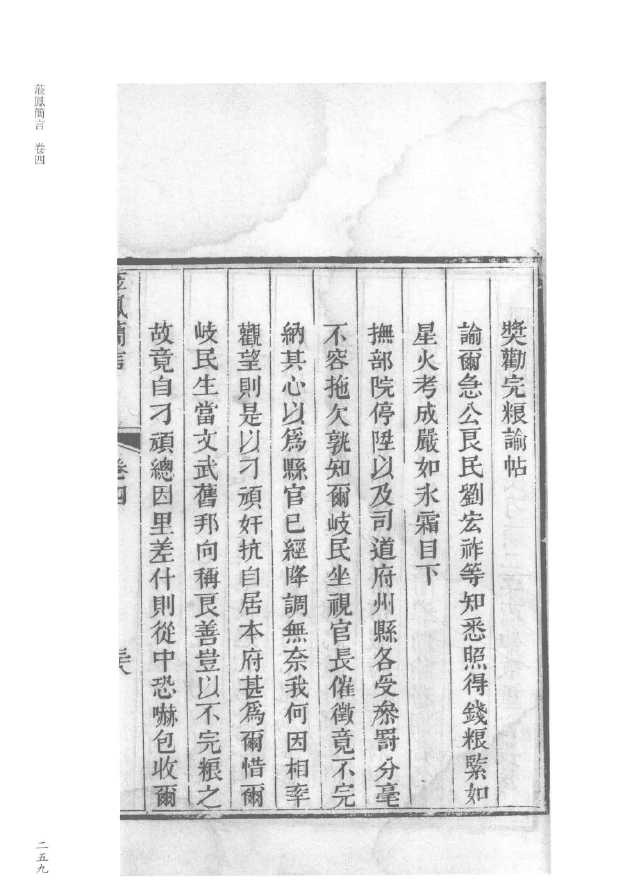 獎勸完粮諭帖
諭爾急公良民劉宏祚等知悉照得錢粮緊如
星火考成嚴如氷霜目下
撫部院停陞以及司道府州縣各受叅罰分毫
不容拖欠孰知爾岐民坐視官長催徵竟不完
納其心以爲縣官已經降調無奈我何因相率
觀望則是以刁頑奸抗自居本府甚爲爾惜爾
岐民生當文武舊邦向稱良善豈以不完粮之
故竟自刁頑總因里差什則從中恐嚇包收爾
鳳簡言
卷四
莅鳳簡言 卷四
二五九